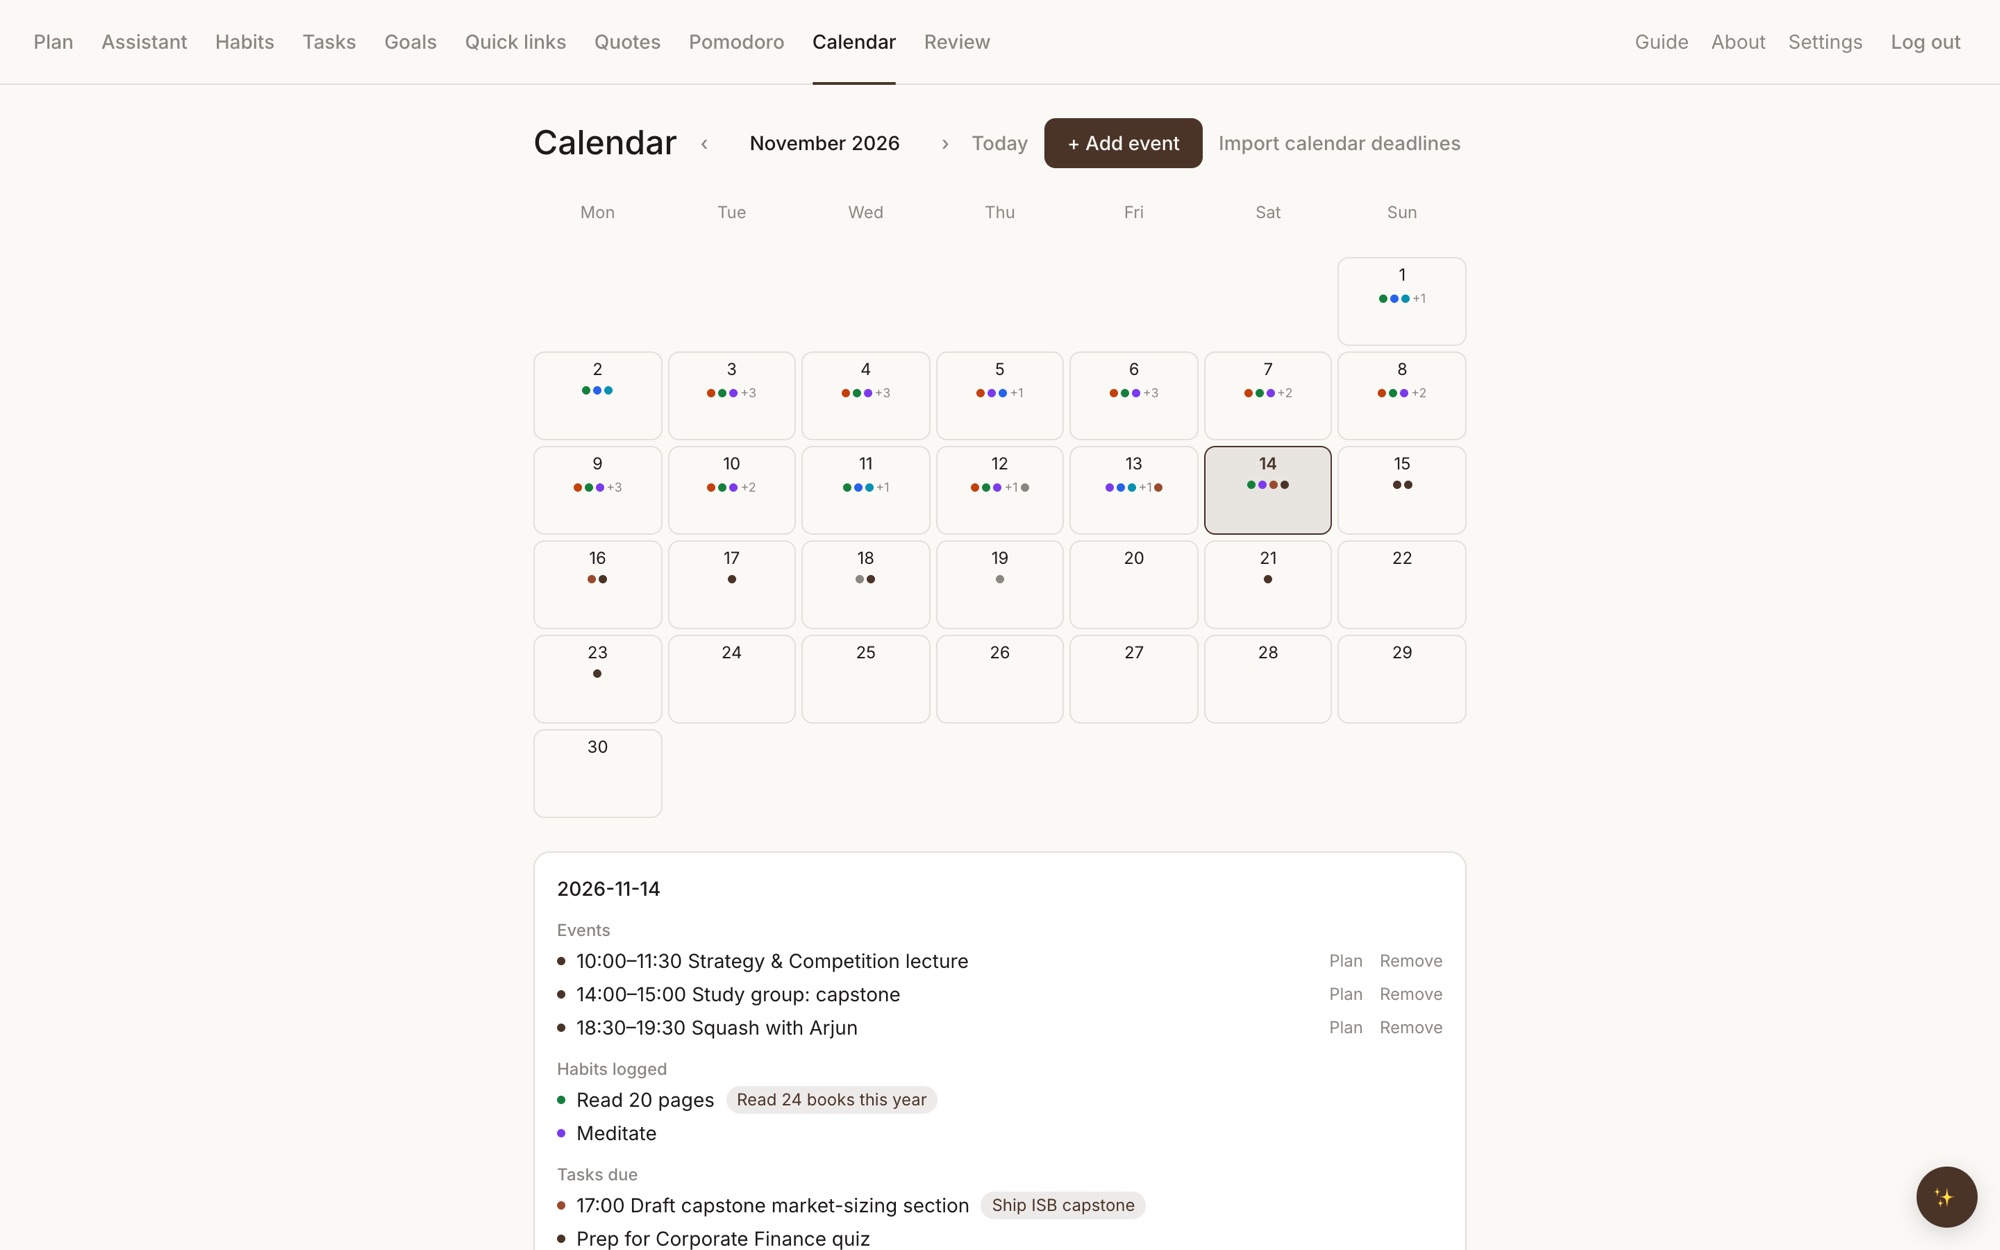 Plan Assistant Habits Tasks Goals Quick links Quotes Pomodoro Calendar Review Guide About Settings Log out
Calendar ‹ November 2026 › Today + Add event Import calendar deadlines
Mon Tue Wed Thu Fri Sat Sun
1
+1
2 3 4 5 6 7 8
+3 +3 +1 +3 +2 +2
9 10 11 12 13 14 15
+3 +2 +1 +1 +1
16 17 18 19 20 21 22
23 24 25 26 27 28 29
30
2026-11-14
Events
10:00–11:30 Strategy & Competition lecture Plan Remove
14:00–15:00 Study group: capstone Plan Remove
18:30–19:30 Squash with Arjun Plan Remove
Habits logged
Read 20 pages Read 24 books this year
Meditate
Tasks due
17:00 Draft capstone market-sizing section Ship ISB capstone
Prep for Corporate Finance quiz